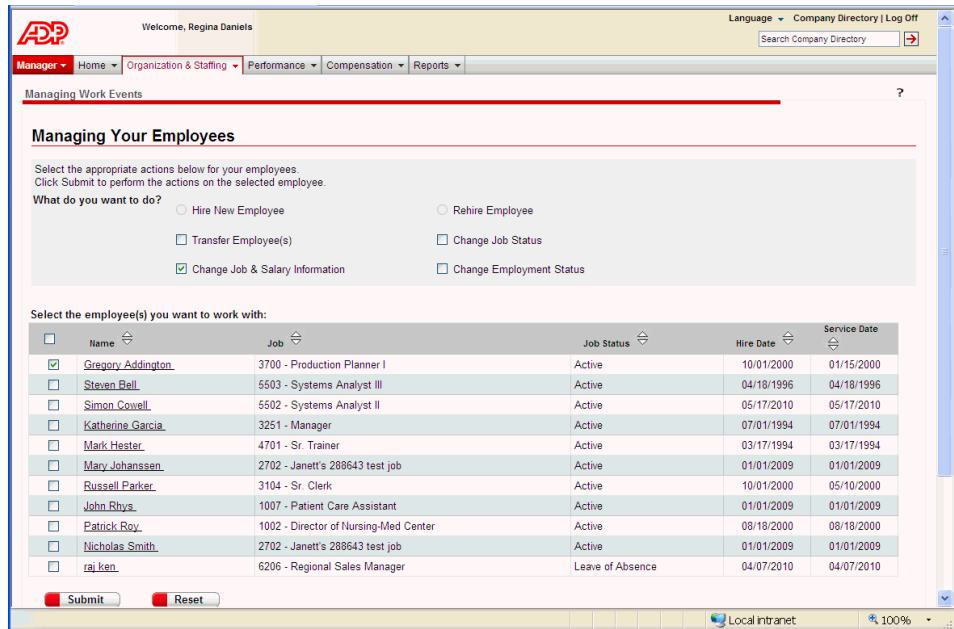 ADP
Welcome, Regina Daniels
Language Company Directory | Log Off
Search Company Directory
Manager Home Organization & Staffing Performance Compensation Reports
Managing Work Events ?
Managing Your Employees
Select the appropriate actions below for your employees.
Click Submit to perform the actions on the selected employee.
What do you want to do?
Hire New Employee Rehire Employee
Transfer Employee(s) Change Job Status
Change Job & Salary Information Change Employment Status
Select the employee(s) you want to work with:
Name Job Job Status Hire Date Service Date
Gregory Addington 3700 - Production Planner I Active 10/01/2000 01/15/2000
Steven Bell 5503 - Systems Analyst III Active 04/18/1996 04/18/1996
Simon Cowell 5502 - Systems Analyst II Active 05/17/2010 05/17/2010
Katherine Garcia 3251 - Manager Active 07/01/1994 07/01/1994
Mark Hester 4701 - Sr. Trainer Active 03/17/1994 03/17/1994
Mary Johanssen 2702 - Janett's 288643 test job Active 01/01/2009 01/01/2009
Russell Parker 3104 - Sr. Clerk Active 10/01/2000 05/10/2000
John Rhys 1007 - Patient Care Assistant Active 01/01/2009 01/01/2009
Patrick Roy 1002 - Director of Nursing-Med Center Active 08/18/2000 08/18/2000
Nicholas Smith 2702 - Janett's 288643 test job Active 01/01/2009 01/01/2009
raj ken 6206 - Regional Sales Manager Leave of Absence 04/07/2010 04/07/2010
Submit Reset
Local intranet 100%